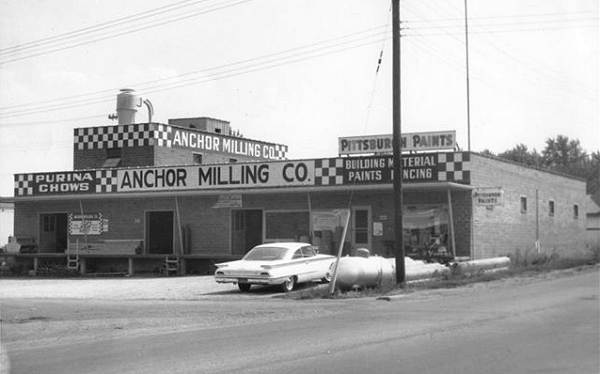 ANCHOR MILLING CO.
PITTSBURGH PAINTS
PURINA CHOWS
ANCHOR MILLING CO.
BUILDING MATERIAL
PAINTS FENCING
PITTSBURGH
PAINTS